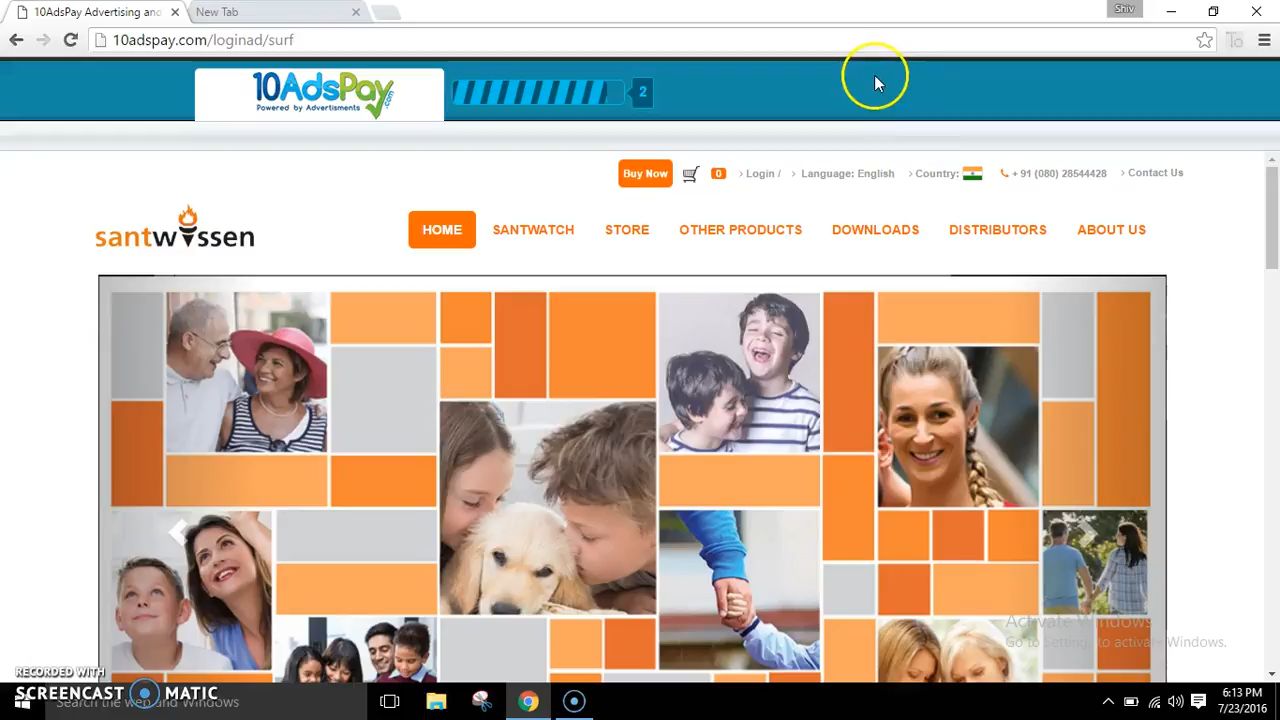 Shiv
10AdsPay Advertising and
New Tab
10adspay.com/loginad/surf
10AdsPay.com
Powered by Advertisments
2
Buy Now
0
Login /
Language: English
Country:
+ 91 (080) 28544428
Contact Us
santwissen
HOME
SANTWATCH
STORE
OTHER PRODUCTS
DOWNLOADS
DISTRIBUTORS
ABOUT US
Activate Windows
Go to Settings to activate Windows.
RECORDED WITH
SCREENCAST MATIC
Search the web and Windows
6:13 PM
7/23/2016